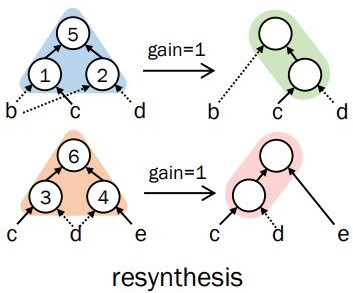 5
gain=1
1 2
b c d b c d
6
gain=1
3 4
c d e c d e
resynthesis